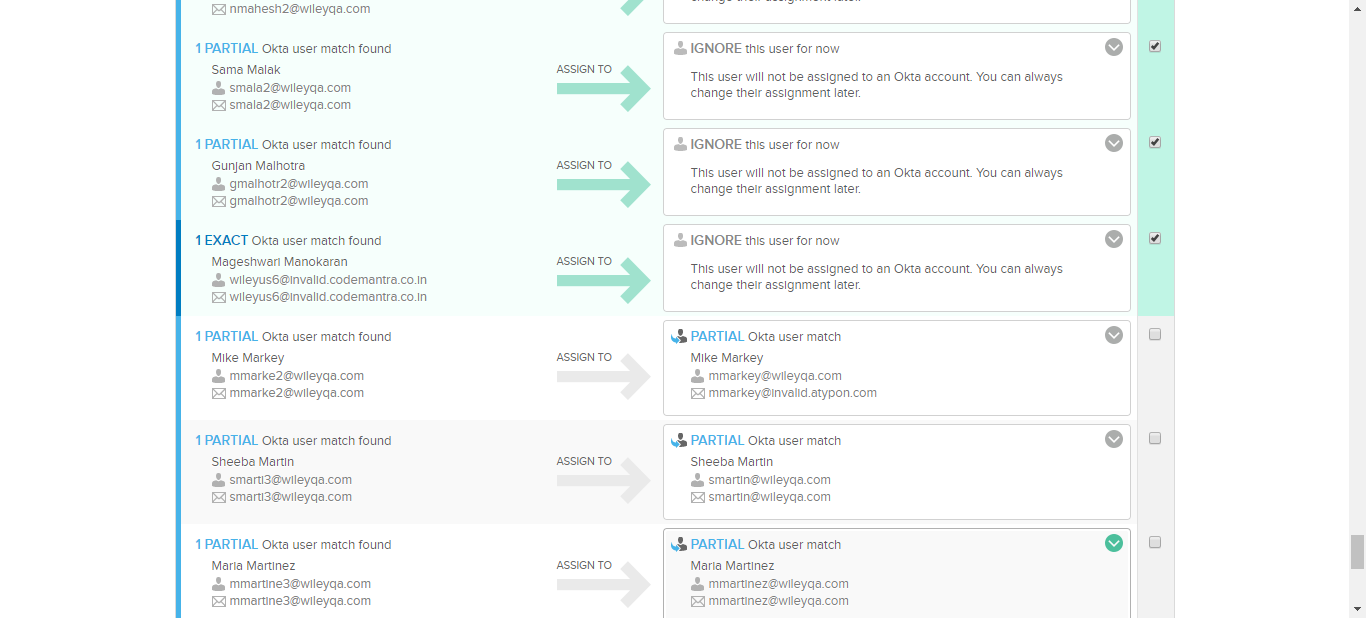 nmahesh2@wileyqa.com
change their assignment later.
1 PARTIAL Okta user match found
Sama Malak
smala2@wileyqa.com
smala2@wileyqa.com
ASSIGN TO
IGNORE this user for now
This user will not be assigned to an Okta account. You can always
change their assignment later.
1 PARTIAL Okta user match found
Gunjan Malhotra
gmalhotr2@wileyqa.com
gmalhotr2@wileyqa.com
ASSIGN TO
IGNORE this user for now
This user will not be assigned to an Okta account. You can always
change their assignment later.
1 EXACT Okta user match found
Mageshwari Manokaran
wileyus6@invalid.codemantra.co.in
wileyus6@invalid.codemantra.co.in
ASSIGN TO
IGNORE this user for now
This user will not be assigned to an Okta account. You can always
change their assignment later.
1 PARTIAL Okta user match found
Mike Markey
mmarke2@wileyqa.com
mmarke2@wileyqa.com
ASSIGN TO
PARTIAL Okta user match
Mike Markey
mmarkey@wileyqa.com
mmarkey@invalid.atypon.com
1 PARTIAL Okta user match found
Sheeba Martin
smarti3@wileyqa.com
smarti3@wileyqa.com
ASSIGN TO
PARTIAL Okta user match
Sheeba Martin
smartin@wileyqa.com
smartin@wileyqa.com
1 PARTIAL Okta user match found
Maria Martinez
mmartine3@wileyqa.com
mmartine3@wileyqa.com
ASSIGN TO
PARTIAL Okta user match
Maria Martinez
mmartinez@wileyqa.com
mmartinez@wileyqa.com